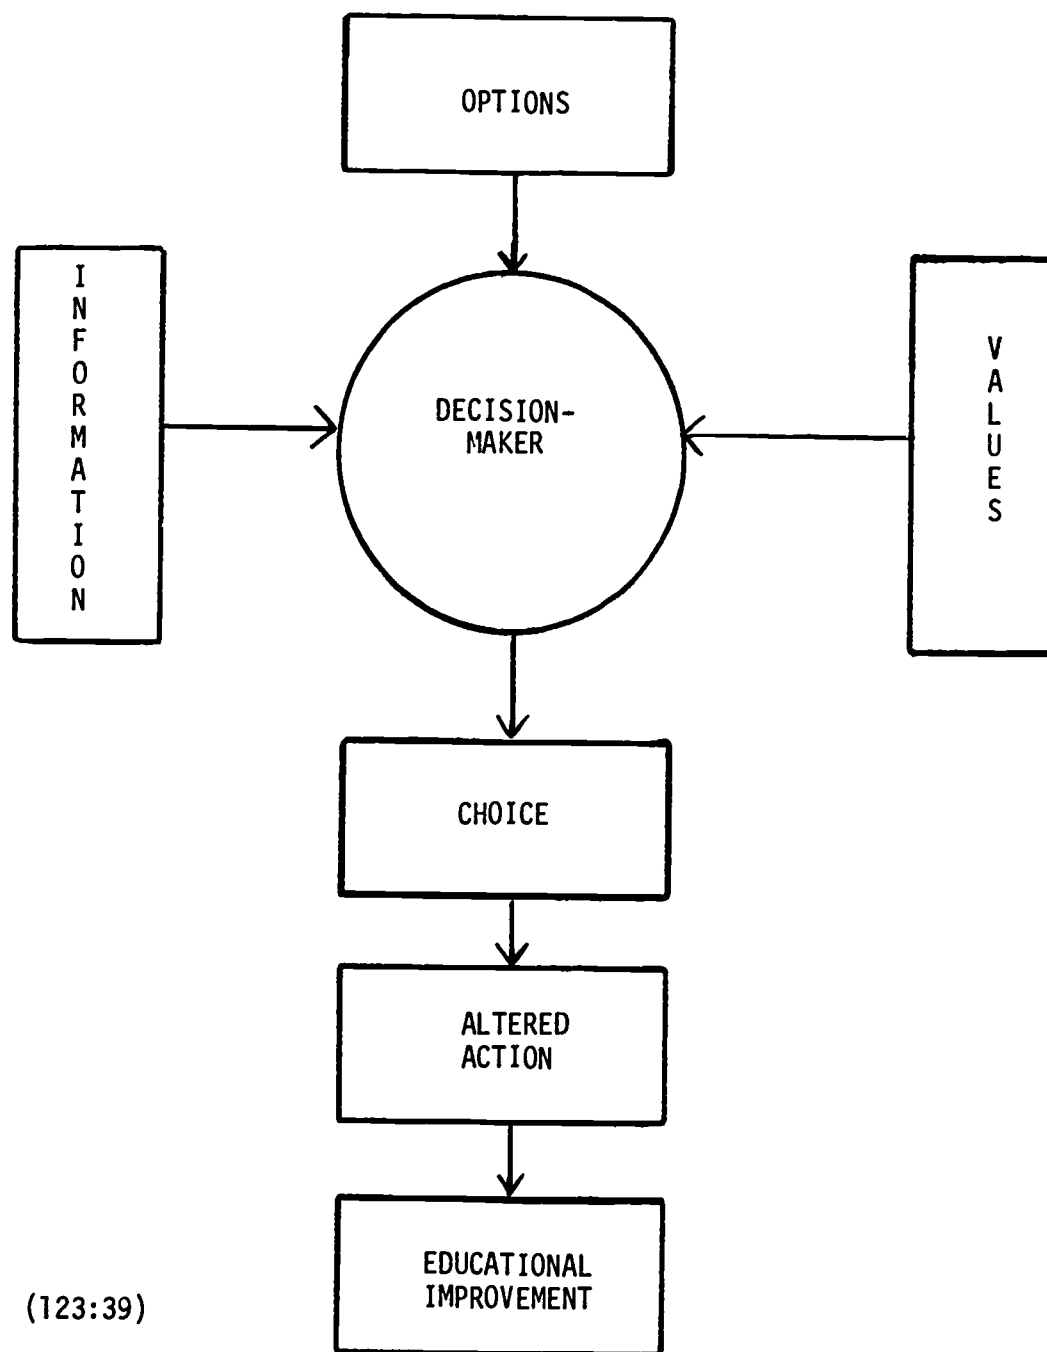 OPTIONS
INFORMATION
DECISION-
MAKER
VALUES
CHOICE
ALTERED
ACTION
EDUCATIONAL
IMPROVEMENT
(123:39)